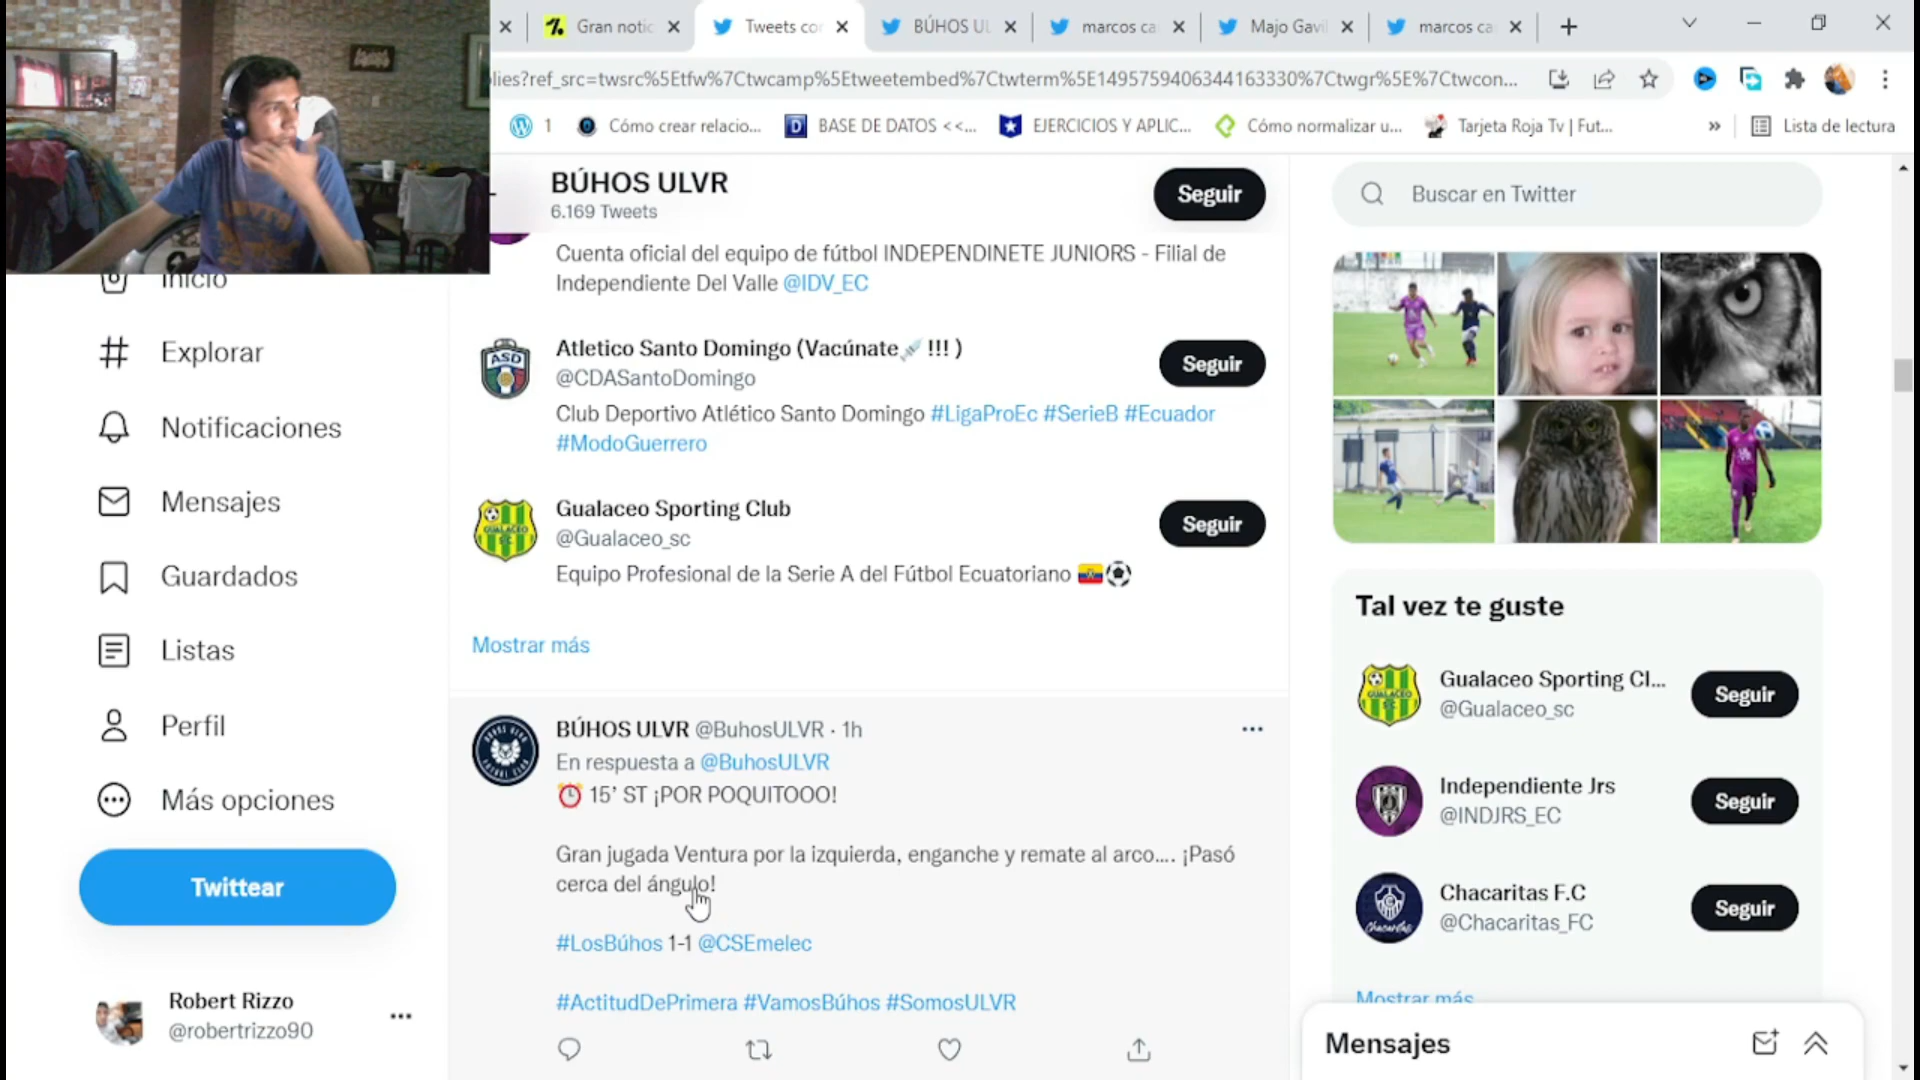 Gran notic
Tweets co
BÚHOS UL
marcos ca
Majo Gavi
marcos ca
lies?ref_src=twsrc%5Etfw%7Ctwcamp%5Etweetembed%7Ctwterm%5E1495759406344163330%7Ctwgr%5E%7Ctwcon...
1
Cómo crear relacio...
BASE DE DATOS <<...
EJERCICIOS Y APLIC...
Cómo normalizar u...
Tarjeta Roja Tv | Fut...
»
Lista de lectura
BÚHOS ULVR
6.169 Tweets
Seguir
Buscar en Twitter
Cuenta oficial del equipo de fútbol INDEPENDINETE JUNIORS - Filial de
Independiente Del Valle @IDV_EC
Atletico Santo Domingo (Vacúnate💉 !!! )
@CDASantoDomingo
Seguir
Club Deportivo Atlético Santo Domingo #LigaProEc #SerieB #Ecuador
#ModoGuerrero
Gualaceo Sporting Club
@Gualaceo_sc
Seguir
Equipo Profesional de la Serie A del Fútbol Ecuatoriano 🇪🇨⚽
Mostrar más
BÚHOS ULVR @BuhosULVR · 1h
En respuesta a @BuhosULVR
⏰ 15’ ST ¡POR POQUITOOO!
Gran jugada Ventura por la izquierda, enganche y remate al arco.... ¡Pasó
cerca del ángulo!
#LosBúhos 1-1 @CSEmelec
#ActitudDePrimera #VamosBúhos #SomosULVR
Inicio
Explorar
Notificaciones
Mensajes
Guardados
Listas
Perfil
Más opciones
Twittear
Robert Rizzo
@robertrizzo90
Tal vez te guste
Gualaceo Sporting Cl...
@Gualaceo_sc
Seguir
Independiente Jrs
@INDJRS_EC
Seguir
Chacaritas F.C
@Chacaritas_FC
Seguir
Mostrar más
Mensajes